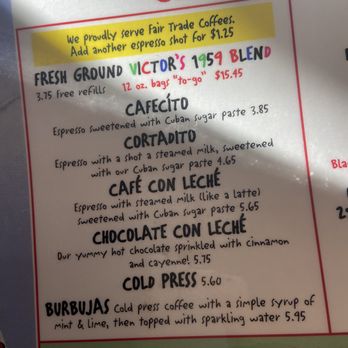 We proudly serve Fair Trade Coffees.
Add another espresso shot for $1.25
FRESH GROUND VICTOR'S 1959 BLEND
3.75 free refills 12 oz. bags "to-go" $15.45
CAFECÍTO
Espresso sweetened with Cuban sugar paste 3.85
CORTADITO
Espresso with a shot a steamed milk, sweetened
with our Cuban sugar paste 4.65
CAFÉ CON LECHÉ
Espresso with steamed milk (like a latte)
sweetened with Cuban sugar paste 5.65
CHOCOLATE CON LECHÉ
Our yummy hot chocolate sprinkled with cinnamon
and cayenne! 5.75
COLD PRESS 5.60
BURBUJAS Cold press coffee with a simple syrup of
mint & lime, then topped with sparkling water 5.95